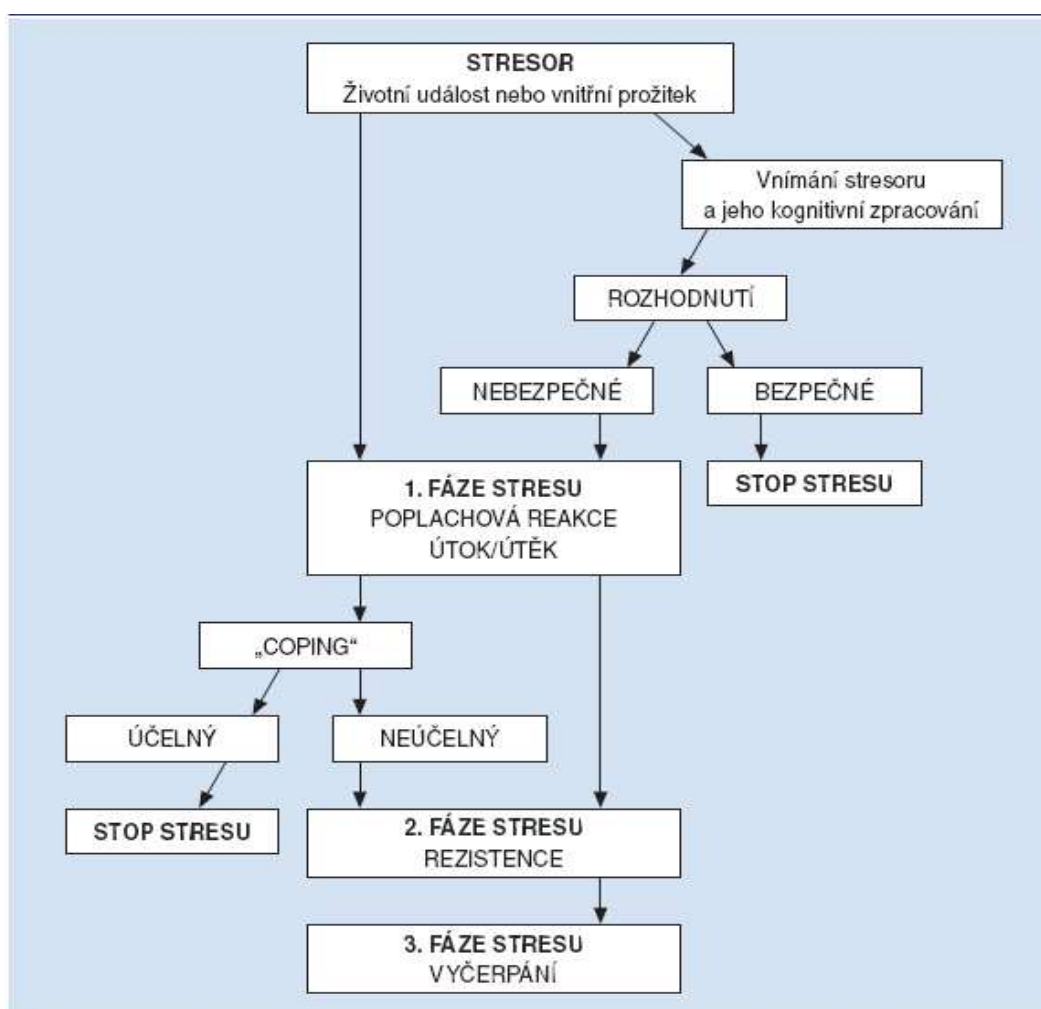 STRESOR
Životní událost nebo vnitřní prožitek
Vnímání stresoru
a jeho kognitivní zpracování
ROZHODNUTÍ
NEBEZPEČNÉ
BEZPEČNÉ
1. FÁZE STRESU
POPLACHOVÁ REAKCE
ÚTOK/ÚTĚK
STOP STRESU
„COPING“
ÚČELNÝ
NEÚČELNÝ
STOP STRESU
2. FÁZE STRESU
REZISTENCE
3. FÁZE STRESU
VYČERPÁNÍ